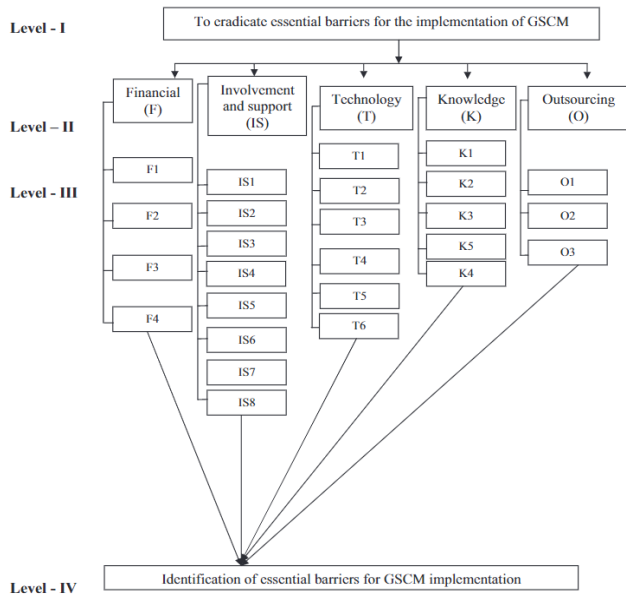 Level - I
To eradicate essential barriers for the implementation of GSCM
Level – II
Financial
(F)
Involvement
and support
(IS)
Technology
(T)
Knowledge
(K)
Outsourcing
(O)
Level - III
F1
F2
F3
F4
IS1
IS2
IS3
IS4
IS5
IS6
IS7
IS8
T1
T2
T3
T4
T5
T6
K1
K2
K3
K5
K4
O1
O2
O3
Level - IV
Identification of essential barriers for GSCM implementation